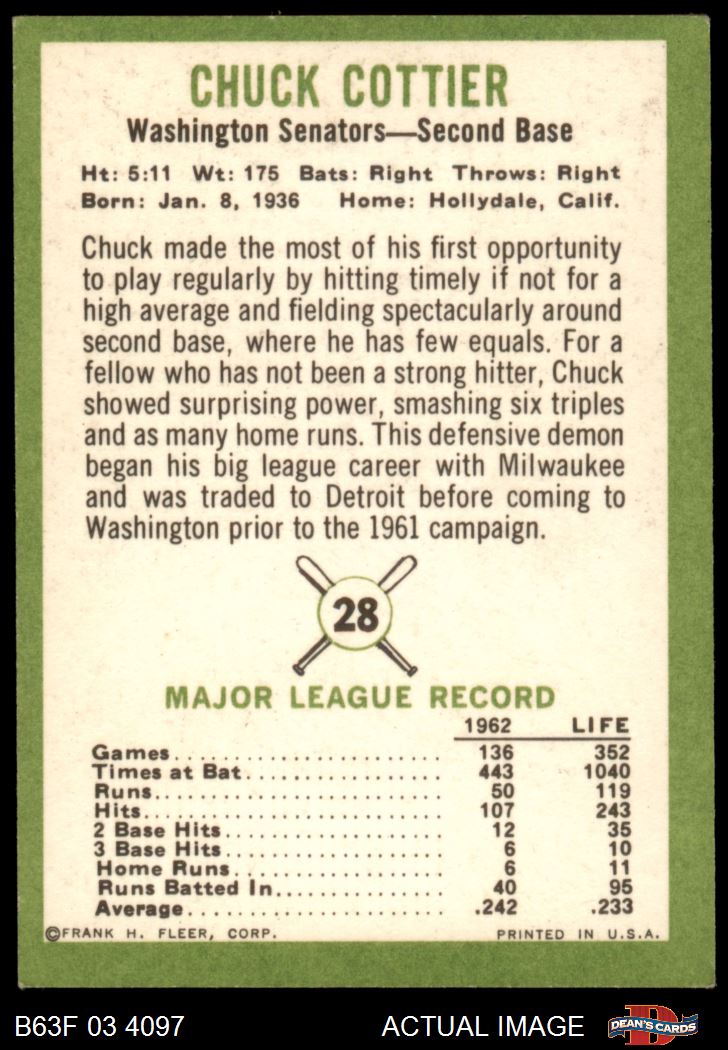 CHUCK COTTIER
Washington Senators—Second Base
Ht: 5:11 Wt: 175 Bats: Right Throws: Right
Born: Jan. 8, 1936 Home: Hollydale, Calif.
Chuck made the most of his first opportunity
to play regularly by hitting timely if not for a
high average and fielding spectacularly around
second base, where he has few equals. For a
fellow who has not been a strong hitter, Chuck
showed surprising power, smashing six triples
and as many home runs. This defensive demon
began his big league career with Milwaukee
and was traded to Detroit before coming to
Washington prior to the 1961 campaign.
28
MAJOR LEAGUE RECORD
1962 LIFE
Games 136 352
Times at Bat 443 1040
Runs 50 119
Hits 107 243
2 Base Hits 12 35
3 Base Hits 6 10
Home Runs 6 11
Runs Batted In 40 95
Average .242 .233
©FRANK H. FLEER, CORP. PRINTED IN U.S.A.
B63F 03 4097 ACTUAL IMAGE D DEAN'S CARDS